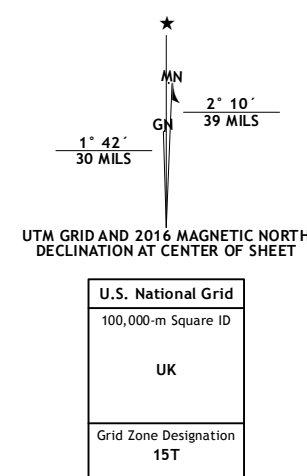 MN
GN
2° 10´
39 MILS
1° 42´
30 MILS
UTM GRID AND 2016 MAGNETIC NORTH
DECLINATION AT CENTER OF SHEET
U.S. National Grid
100,000-m Square ID
UK
Grid Zone Designation
15T